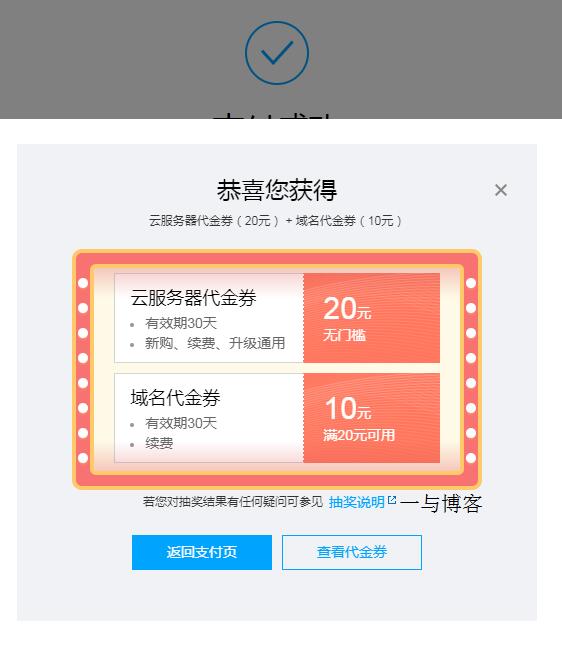 恭喜您获得
云服务器代金券（20元）+ 域名代金券（10元）
云服务器代金券
有效期30天
新购、续费、升级通用
20元
无门槛
域名代金券
有效期30天
续费
10元
满20元可用
若您对抽奖结果有任何疑问可参见 抽奖说明 一与博客
返回支付页
查看代金券